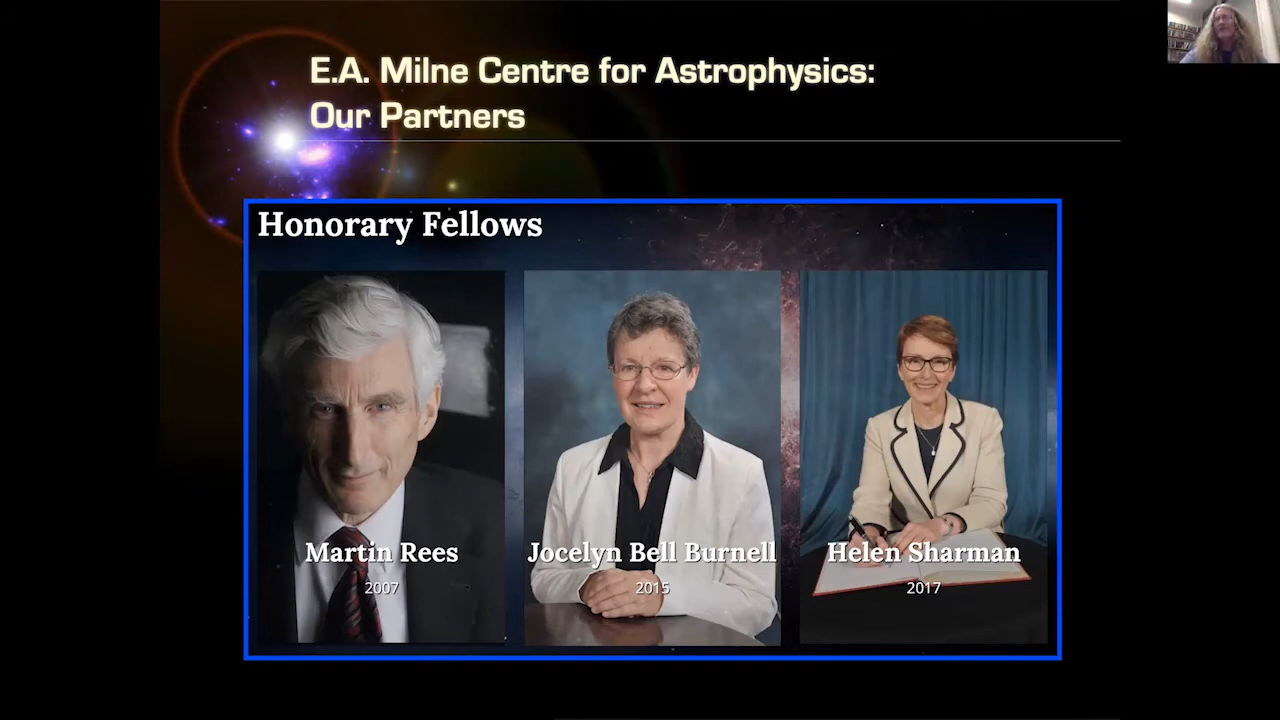 E.A. Milne Centre for Astrophysics:
Our Partners
Honorary Fellows
Martin Rees
2007
Jocelyn Bell Burnell
2015
Helen Sharman
2017